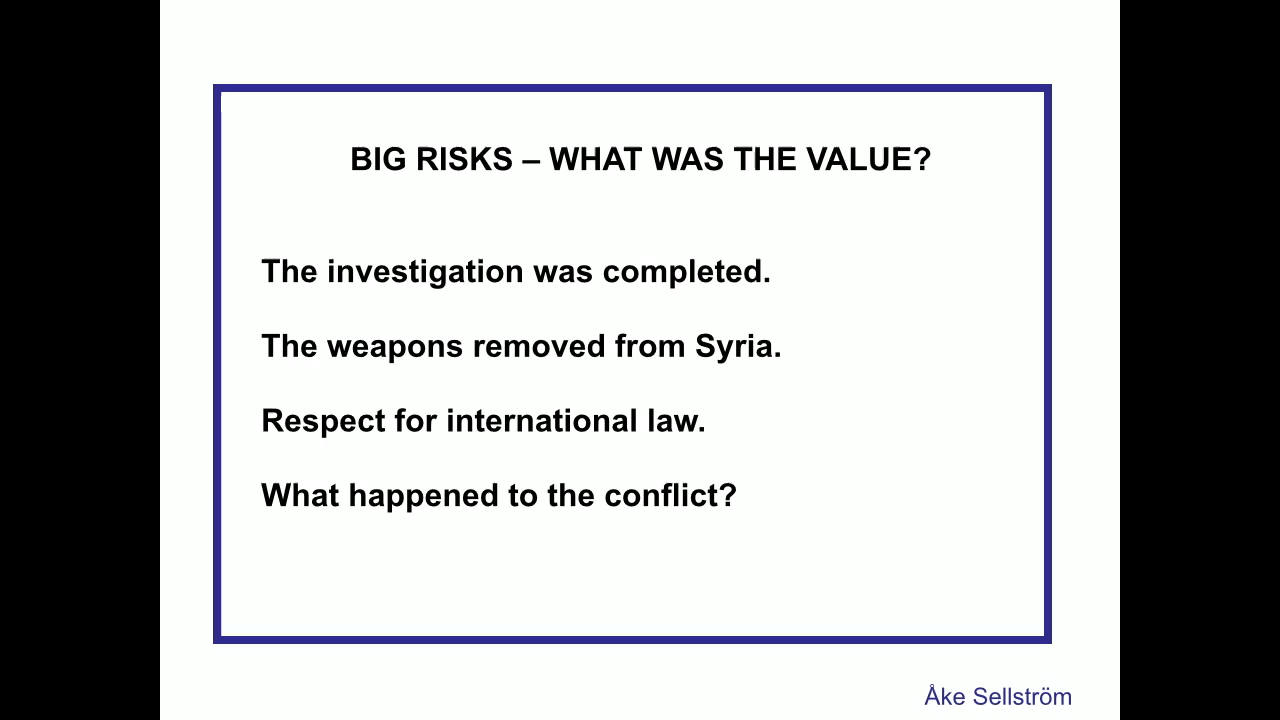 BIG RISKS – WHAT WAS THE VALUE?
The investigation was completed.
The weapons removed from Syria.
Respect for international law.
What happened to the conflict?
Åke Sellström